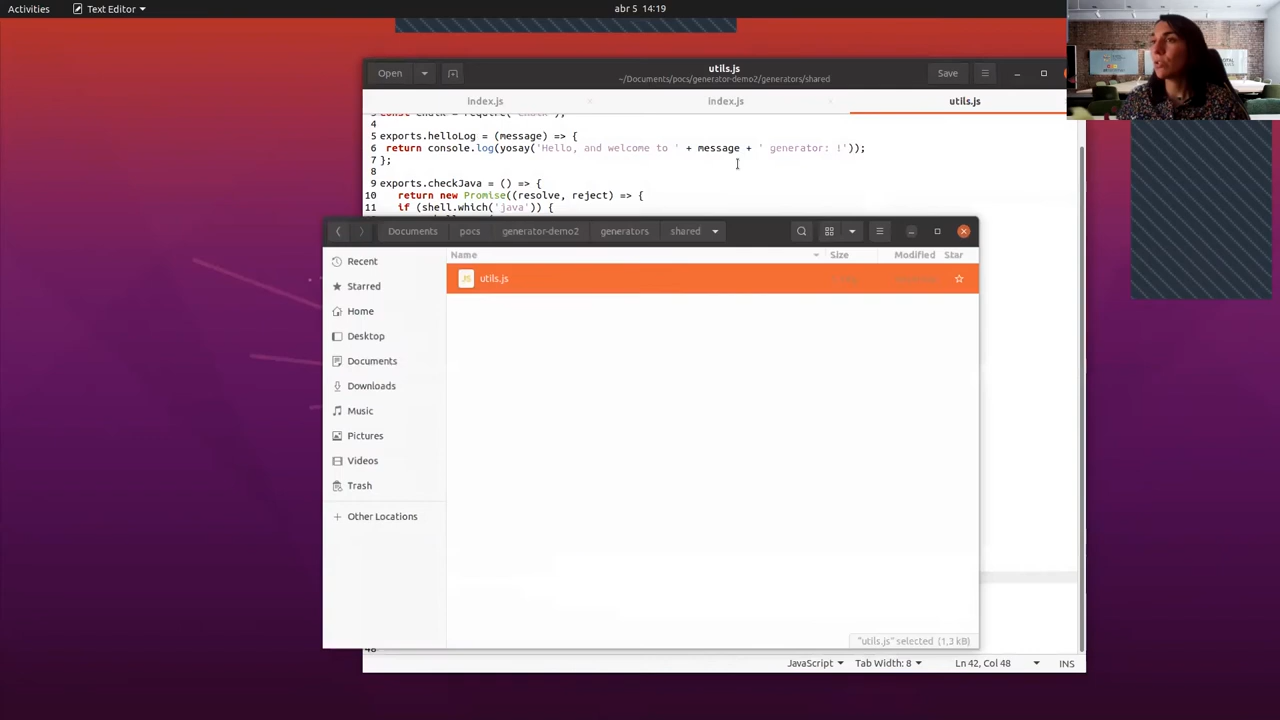 Activities
Text Editor
abr 5 14:19
Open
utils.js
~/Documents/pocs/generator-demo2/generators/shared
Save
index.js
index.js
utils.js
4
5 exports.helloLog = (message) => {
6 return console.log(yosay('Hello, and welcome to ' + message + ' generator: !'));
7 };
8
9 exports.checkJava = () => {
10 return new Promise((resolve, reject) => {
11 if (shell.which('java')) {
Documents
pocs
generator-demo2
generators
shared
Name
Size
Modified
Star
utils.js
Recent
Starred
Home
Desktop
Documents
Downloads
Music
Pictures
Videos
Trash
+ Other Locations
"utils.js" selected (1,3 kB)
48
JavaScript
Tab Width: 8
Ln 42, Col 48
INS